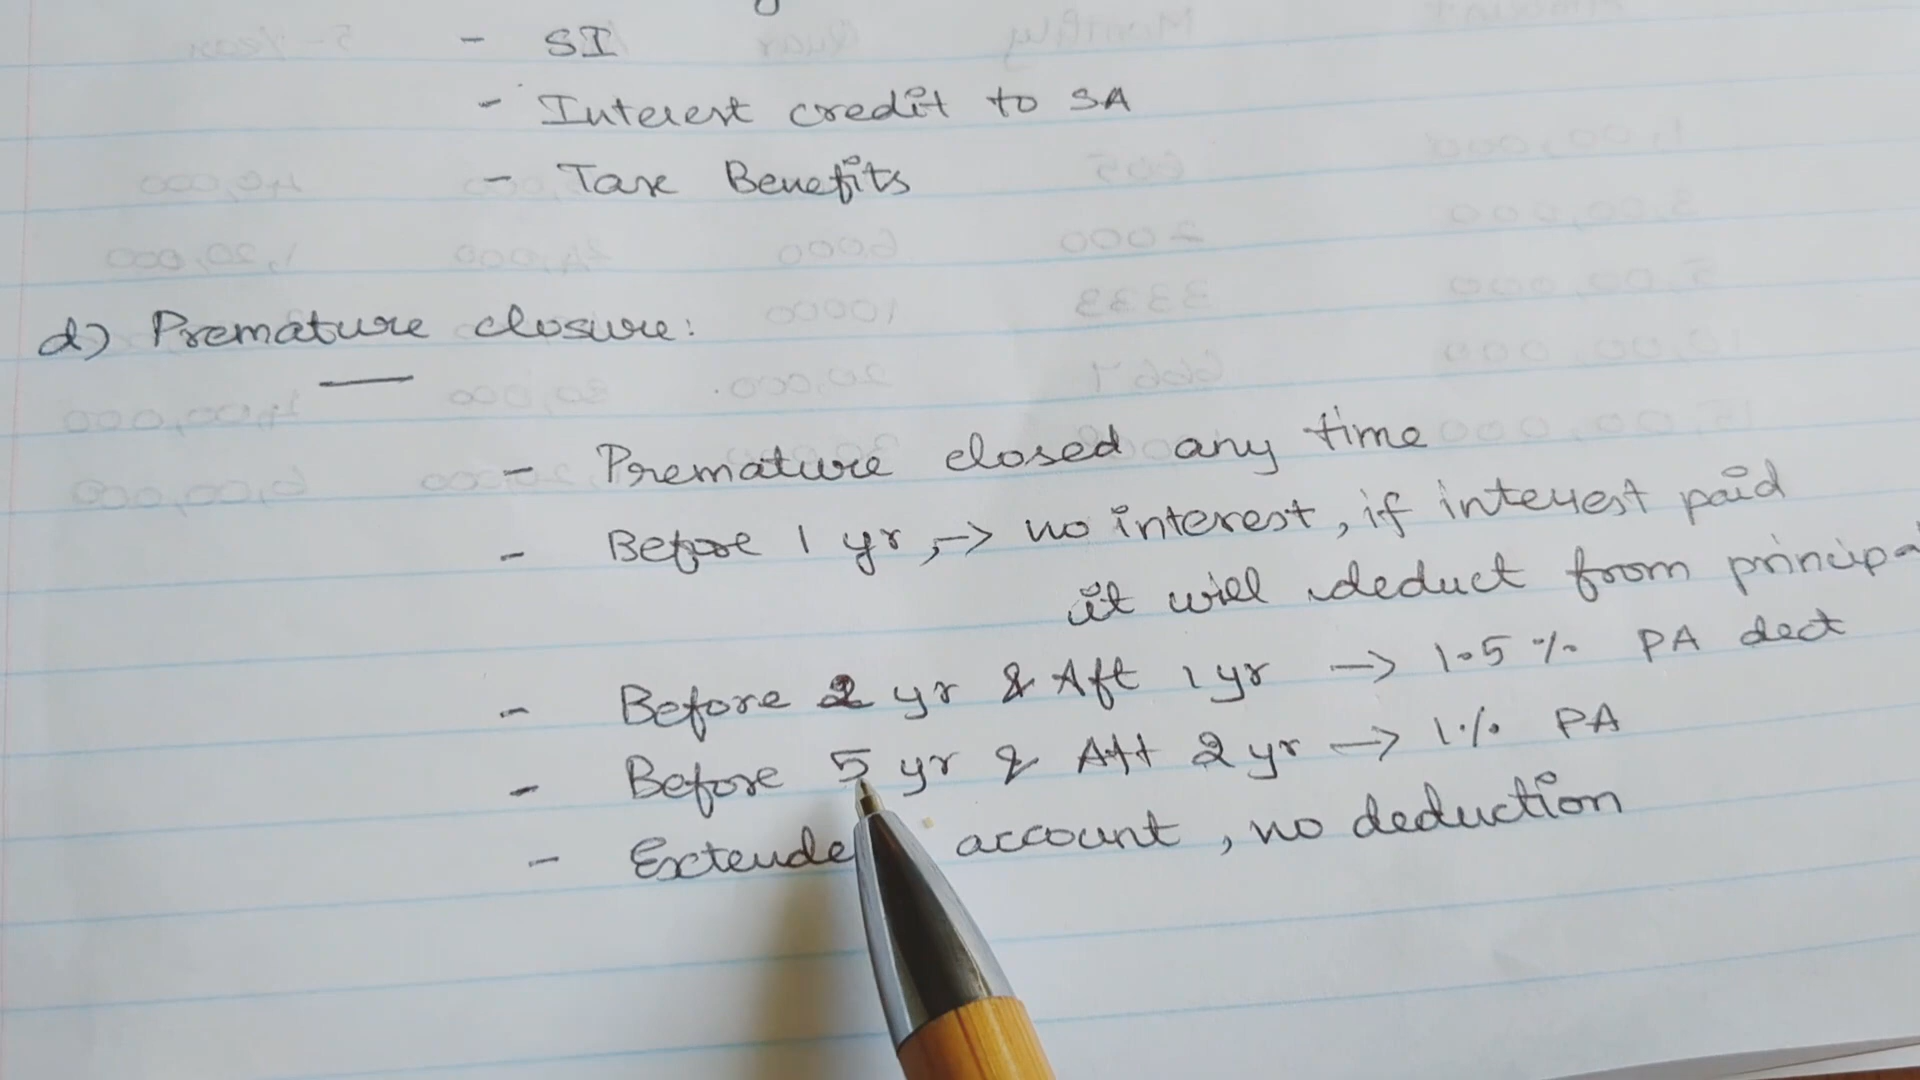 - SI
- Interest credit to SA
- Tax Benefits
d) Premature closure:
- Premature closed any time
- Before 1 yr, -> no interest, if interest paid
it will deduct from princip
- Before 2 yr & Aft 1 yr -> 1.5 % PA dect
- Before 5 yr & Aft 2 yr -> 1% PA
- Extende account, no deduction